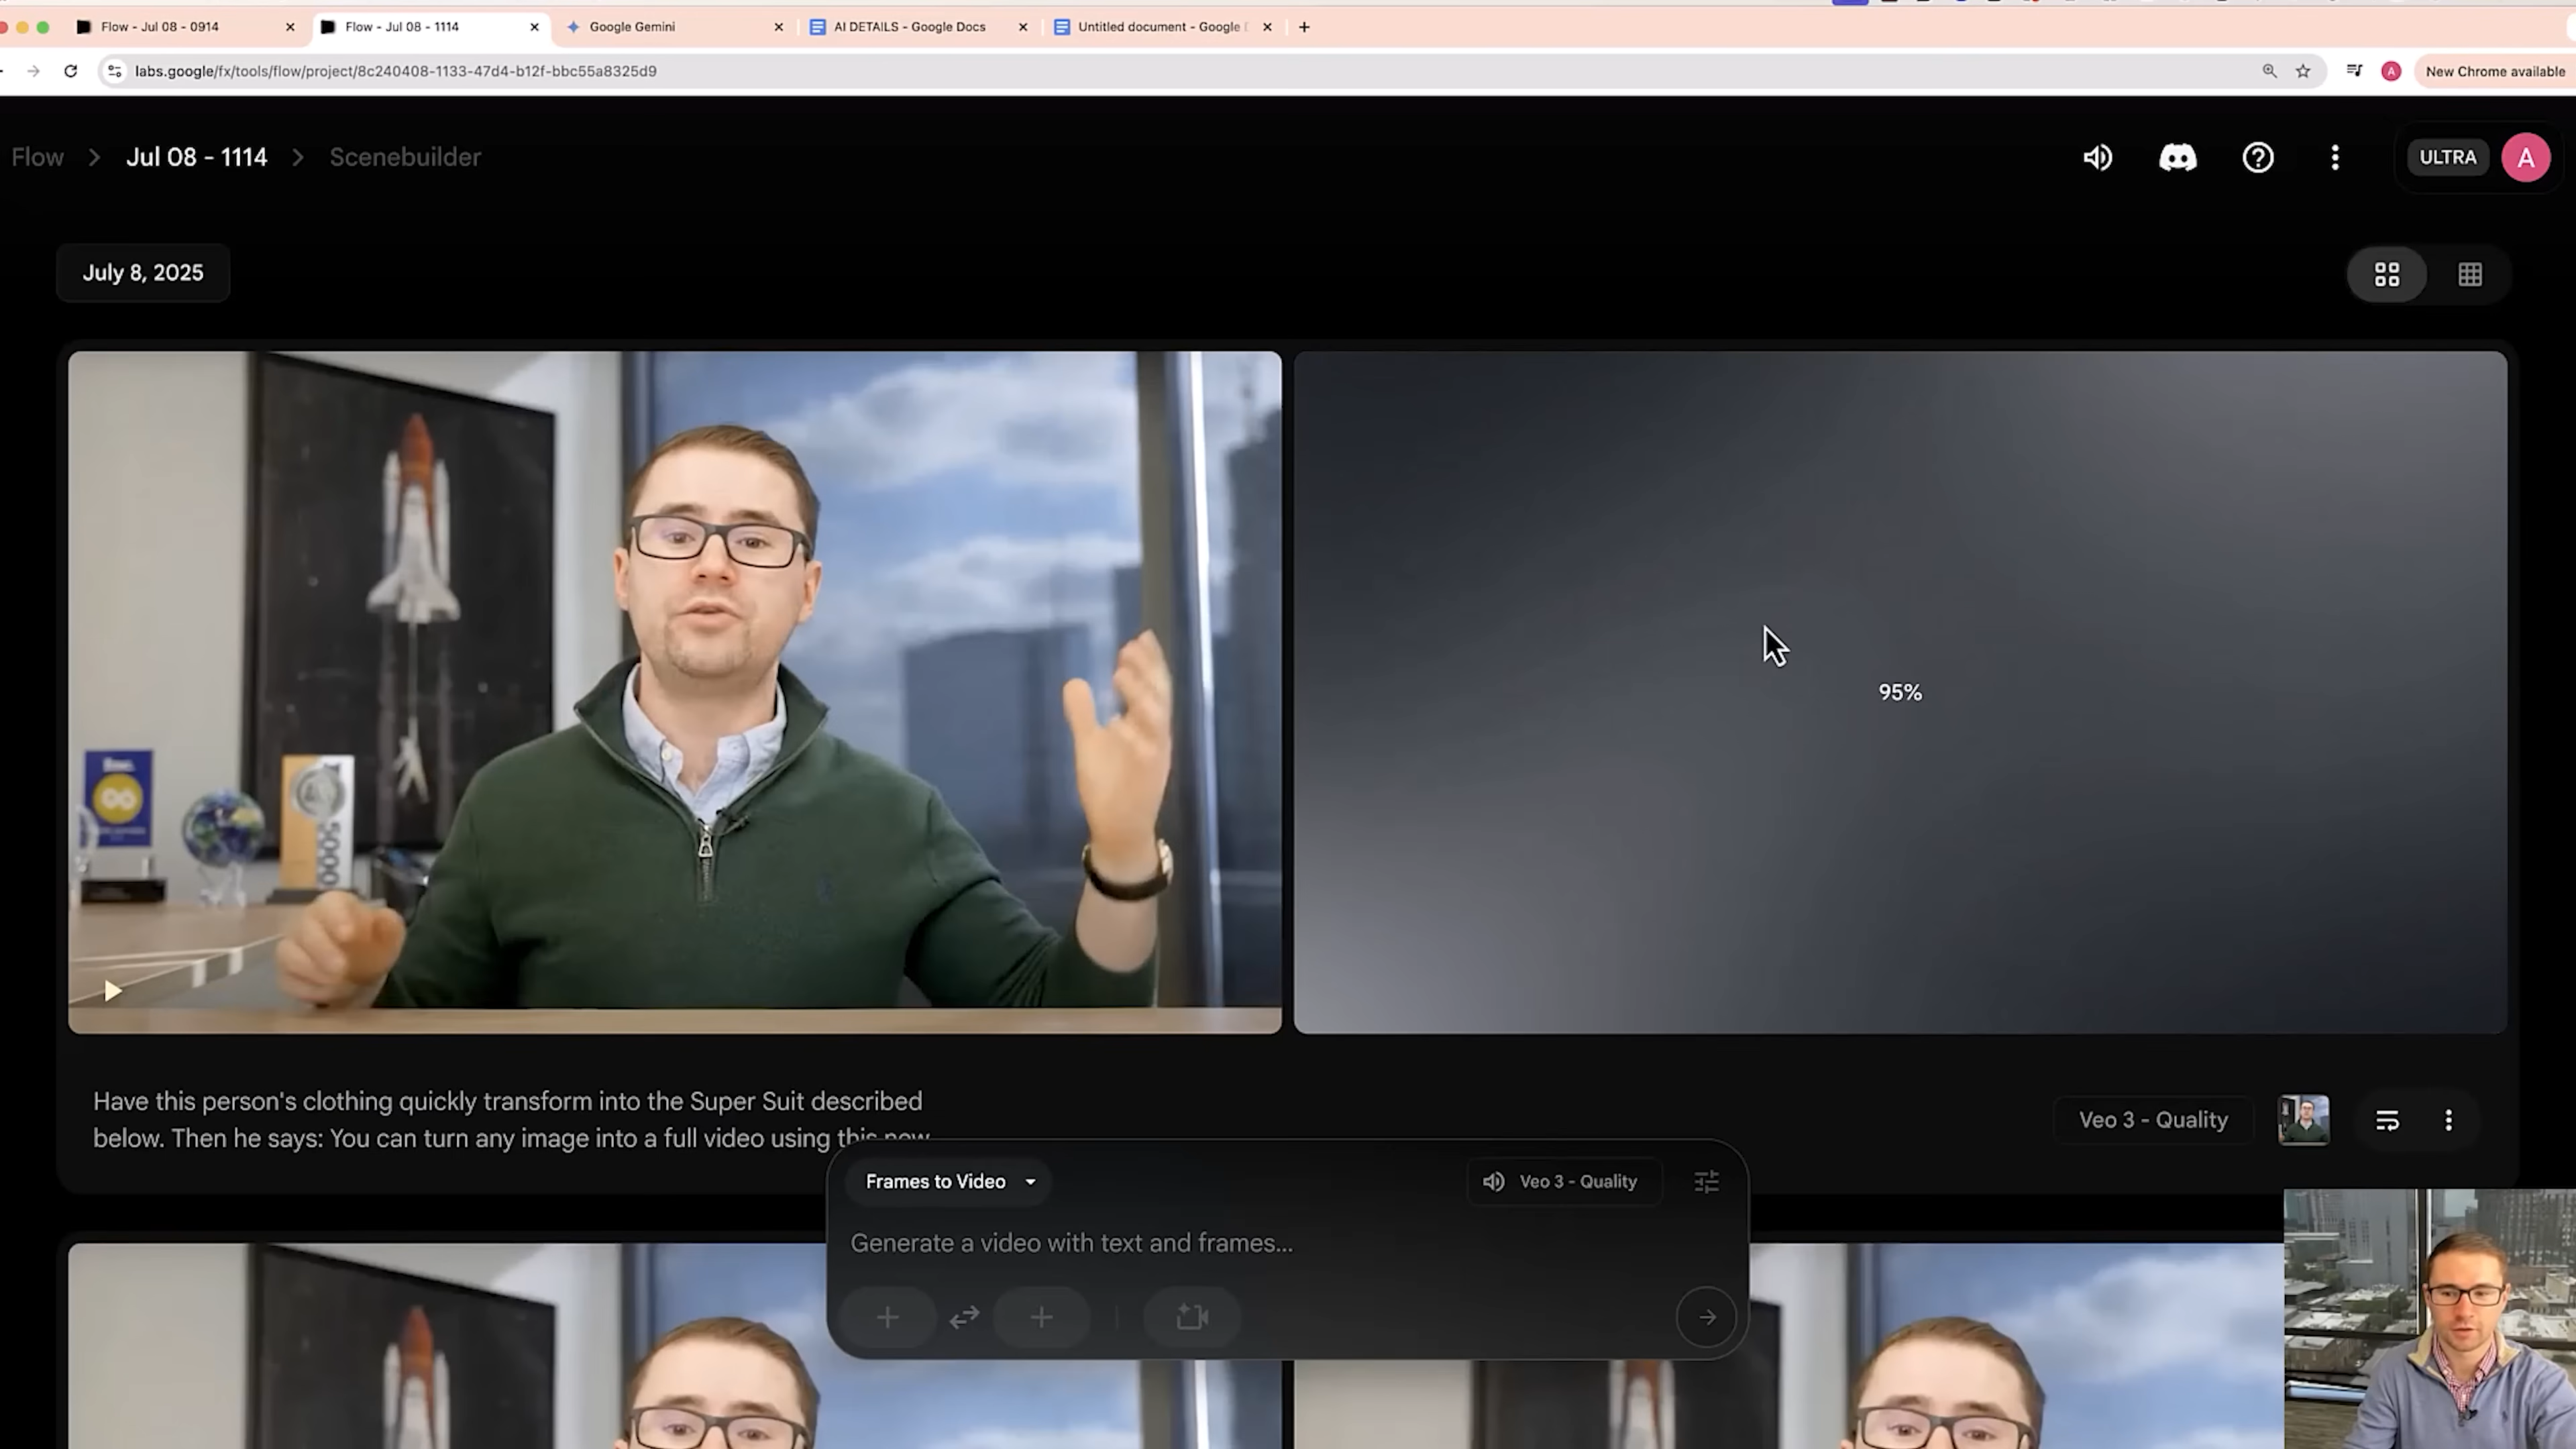 Flow - Jul 08 - 0914
Flow - Jul 08 - 1114
Google Gemini
AI DETAILS - Google Docs
Untitled document - Google
labs.google/fx/tools/flow/project/8c240408-1133-47d4-b12f-bbc55a8325d9
A
New Chrome available
Flow > Jul 08 - 1114 > Scenebuilder
ULTRA
A
July 8, 2025
5000
95%
Have this person's clothing quickly transform into the Super Suit described
below. Then he says: You can turn any image into a full video using this new
Veo 3 - Quality
Frames to Video
Veo 3 - Quality
Generate a video with text and frames...